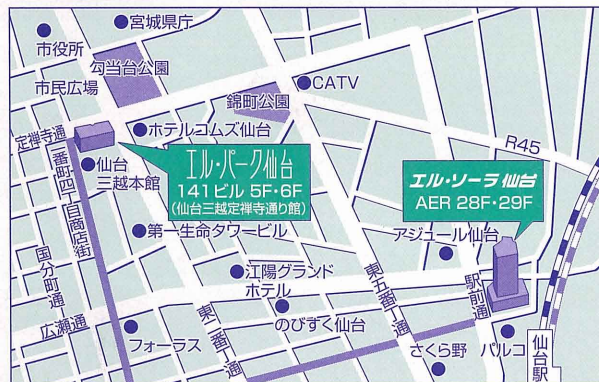 宮城県庁
市役所
勾当台公園
市民広場
CATV
錦町公園
定禅寺通
ホテルコムズ仙台
R45
仙台
三越本館
エル・パーク仙台
141ビル 5F・6F
(仙台三越定禅寺通り館)
エル・ソーラ仙台
AER 28F・29F
一番町四丁目商店街
第一生命タワービル
アジュール仙台
国分町通
江陽グランド
ホテル
東五番丁通
駅前通
広瀬通
のびすく仙台
フォーラス
東二番丁通
さくら野
パルコ
仙台駅